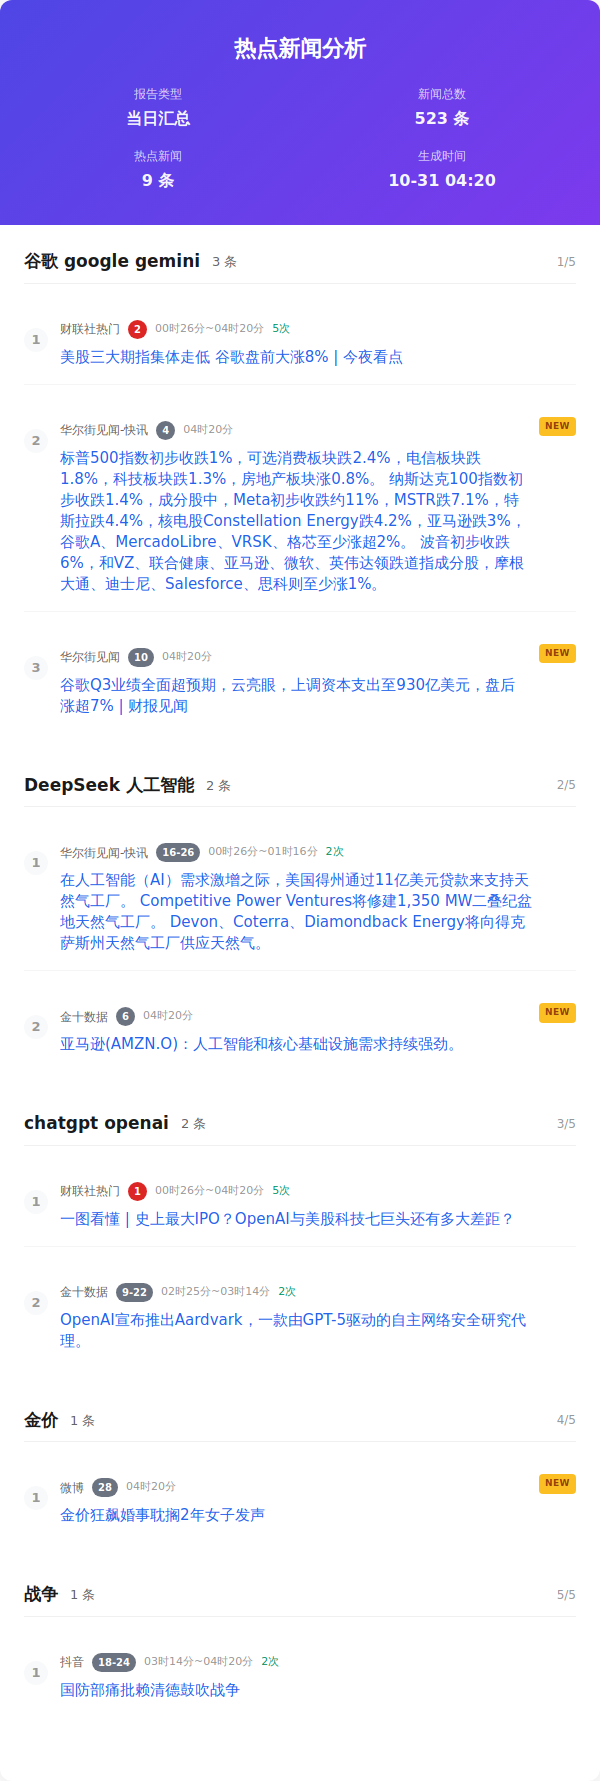 热点新闻分析
报告类型
新闻总数
当日汇总
523 条
热点新闻
生成时间
9 条
10-31 04:20
谷歌 google gemini 3 条 1/5
1 财联社热门 2 00时26分~04时20分 5次
美股三大期指集体走低 谷歌盘前大涨8% | 今夜看点
2 华尔街见闻-快讯 4 04时20分 NEW
标普500指数初步收跌1%，可选消费板块跌2.4%，电信板块跌
1.8%，科技板块跌1.3%，房地产板块涨0.8%。 纳斯达克100指数初
步收跌1.4%，成分股中，Meta初步收跌约11%，MSTR跌7.1%，特
斯拉跌4.4%，核电股Constellation Energy跌4.2%，亚马逊跌3%，
谷歌A、MercadoLibre、VRSK、格芯至少涨超2%。 波音初步收跌
6%，和VZ、联合健康、亚马逊、微软、英伟达领跌道指成分股，摩根
大通、迪士尼、Salesforce、思科则至少涨1%。
3 华尔街见闻 10 04时20分 NEW
谷歌Q3业绩全面超预期，云亮眼，上调资本支出至930亿美元，盘后
涨超7% | 财报见闻
DeepSeek 人工智能 2 条 2/5
1 华尔街见闻-快讯 16-26 00时26分~01时16分 2次
在人工智能（AI）需求激增之际，美国得州通过11亿美元贷款来支持天
然气工厂。 Competitive Power Ventures将修建1,350 MW二叠纪盆
地天然气工厂。 Devon、Coterra、Diamondback Energy将向得克
萨斯州天然气工厂供应天然气。
2 金十数据 6 04时20分 NEW
亚马逊(AMZN.O)：人工智能和核心基础设施需求持续强劲。
chatgpt openai 2 条 3/5
1 财联社热门 1 00时26分~04时20分 5次
一图看懂 | 史上最大IPO？OpenAI与美股科技七巨头还有多大差距？
2 金十数据 9-22 02时25分~03时14分 2次
OpenAI宣布推出Aardvark，一款由GPT-5驱动的自主网络安全研究代
理。
金价 1 条 4/5
1 微博 28 04时20分 NEW
金价狂飙婚事耽搁2年女子发声
战争 1 条 5/5
1 抖音 18-24 03时14分~04时20分 2次
国防部痛批赖清德鼓吹战争